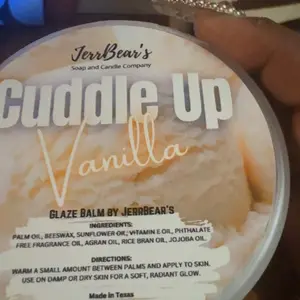 JerrBear's
Soap and Candle Company
Cuddle Up
Vanilla
Glaze Balm by JerrBear's
INGREDIENTS:
PALM OIL, BEESWAX, SUNFLOWER OIL, VITAMIN E OIL, PHTHALATE
FREE FRAGRANCE OIL, AGRAN OIL, RICE BRAN OIL, JOJOBA OIL.
DIRECTIONS:
WARM A SMALL AMOUNT BETWEEN PALMS AND APPLY TO SKIN.
USE ON DAMP OR DRY SKIN FOR A SOFT, RADIANT GLOW.
Made in Texas